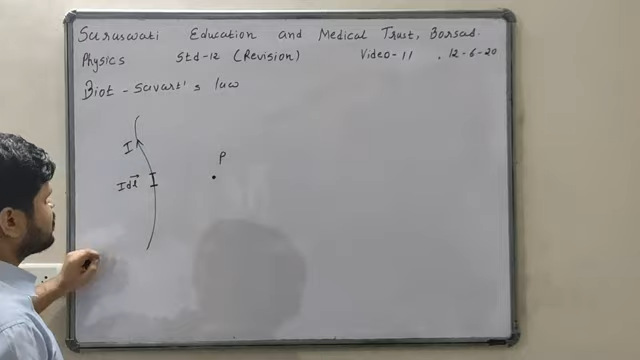 Saraswati Education and Medical Trust, Borsad.
Physics Std-12 (Revision) Video-11 . 12-6-20
Biot-Savart's law
I
P
Idl⃗